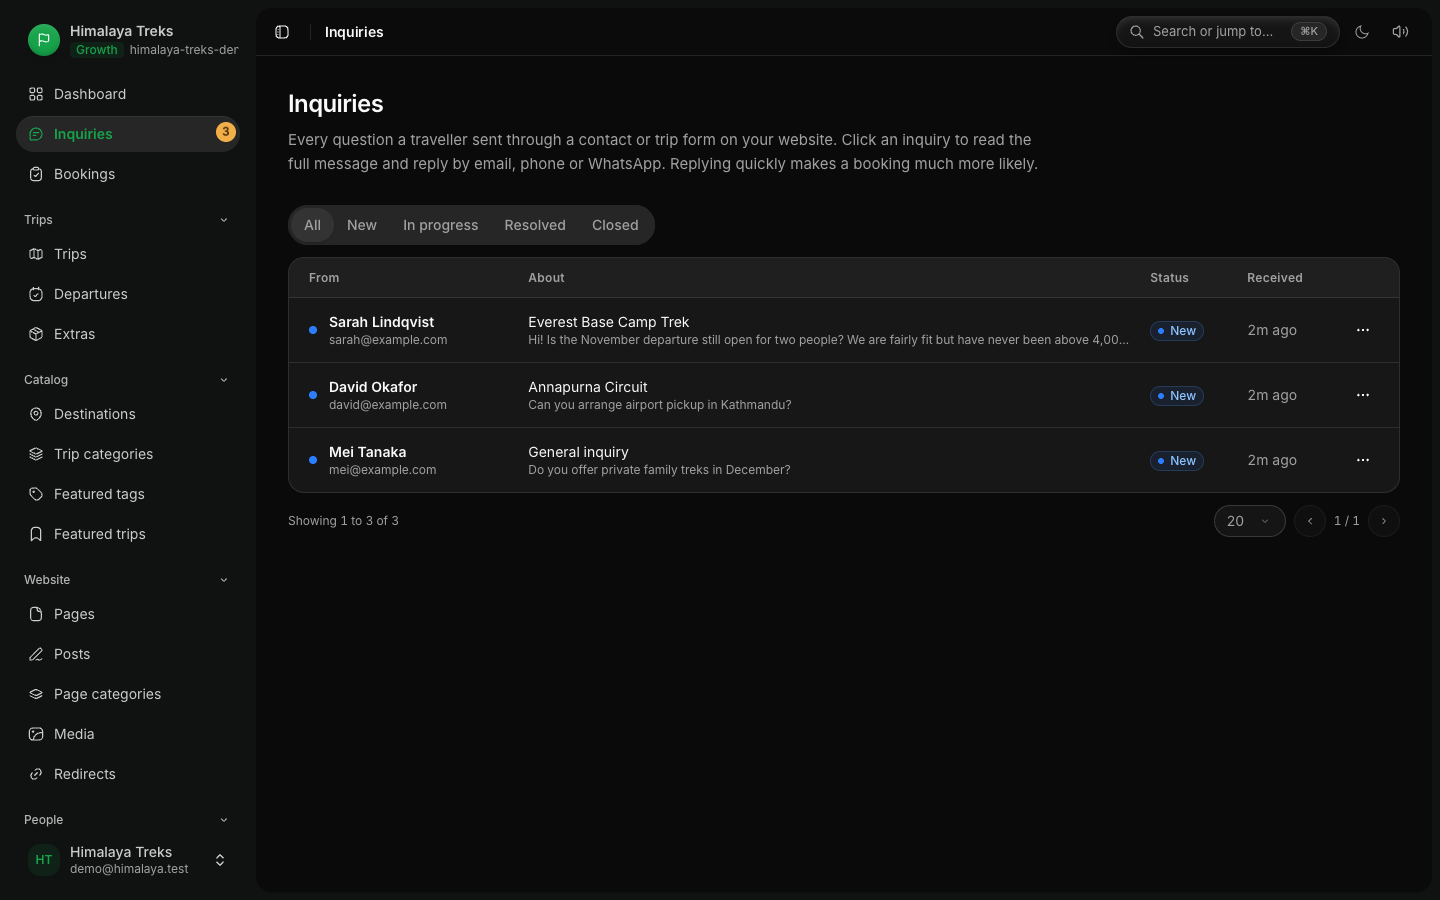 Himalaya Treks
Growth himalaya-treks-der
Dashboard
Inquiries 3
Bookings
Trips
Trips
Departures
Extras
Catalog
Destinations
Trip categories
Featured tags
Featured trips
Website
Pages
Posts
Page categories
Media
Redirects
People
HT
Himalaya Treks
demo@himalaya.test
Inquiries
Search or jump to... ⌘K
Inquiries
Every question a traveller sent through a contact or trip form on your website. Click an inquiry to read the
full message and reply by email, phone or WhatsApp. Replying quickly makes a booking much more likely.
All New In progress Resolved Closed
From About Status Received
Sarah Lindqvist Everest Base Camp Trek
sarah@example.com Hi! Is the November departure still open for two people? We are fairly fit but have never been above 4,00... New 2m ago
David Okafor Annapurna Circuit
david@example.com Can you arrange airport pickup in Kathmandu? New 2m ago
Mei Tanaka General inquiry
mei@example.com Do you offer private family treks in December? New 2m ago
Showing 1 to 3 of 3 20 1 / 1